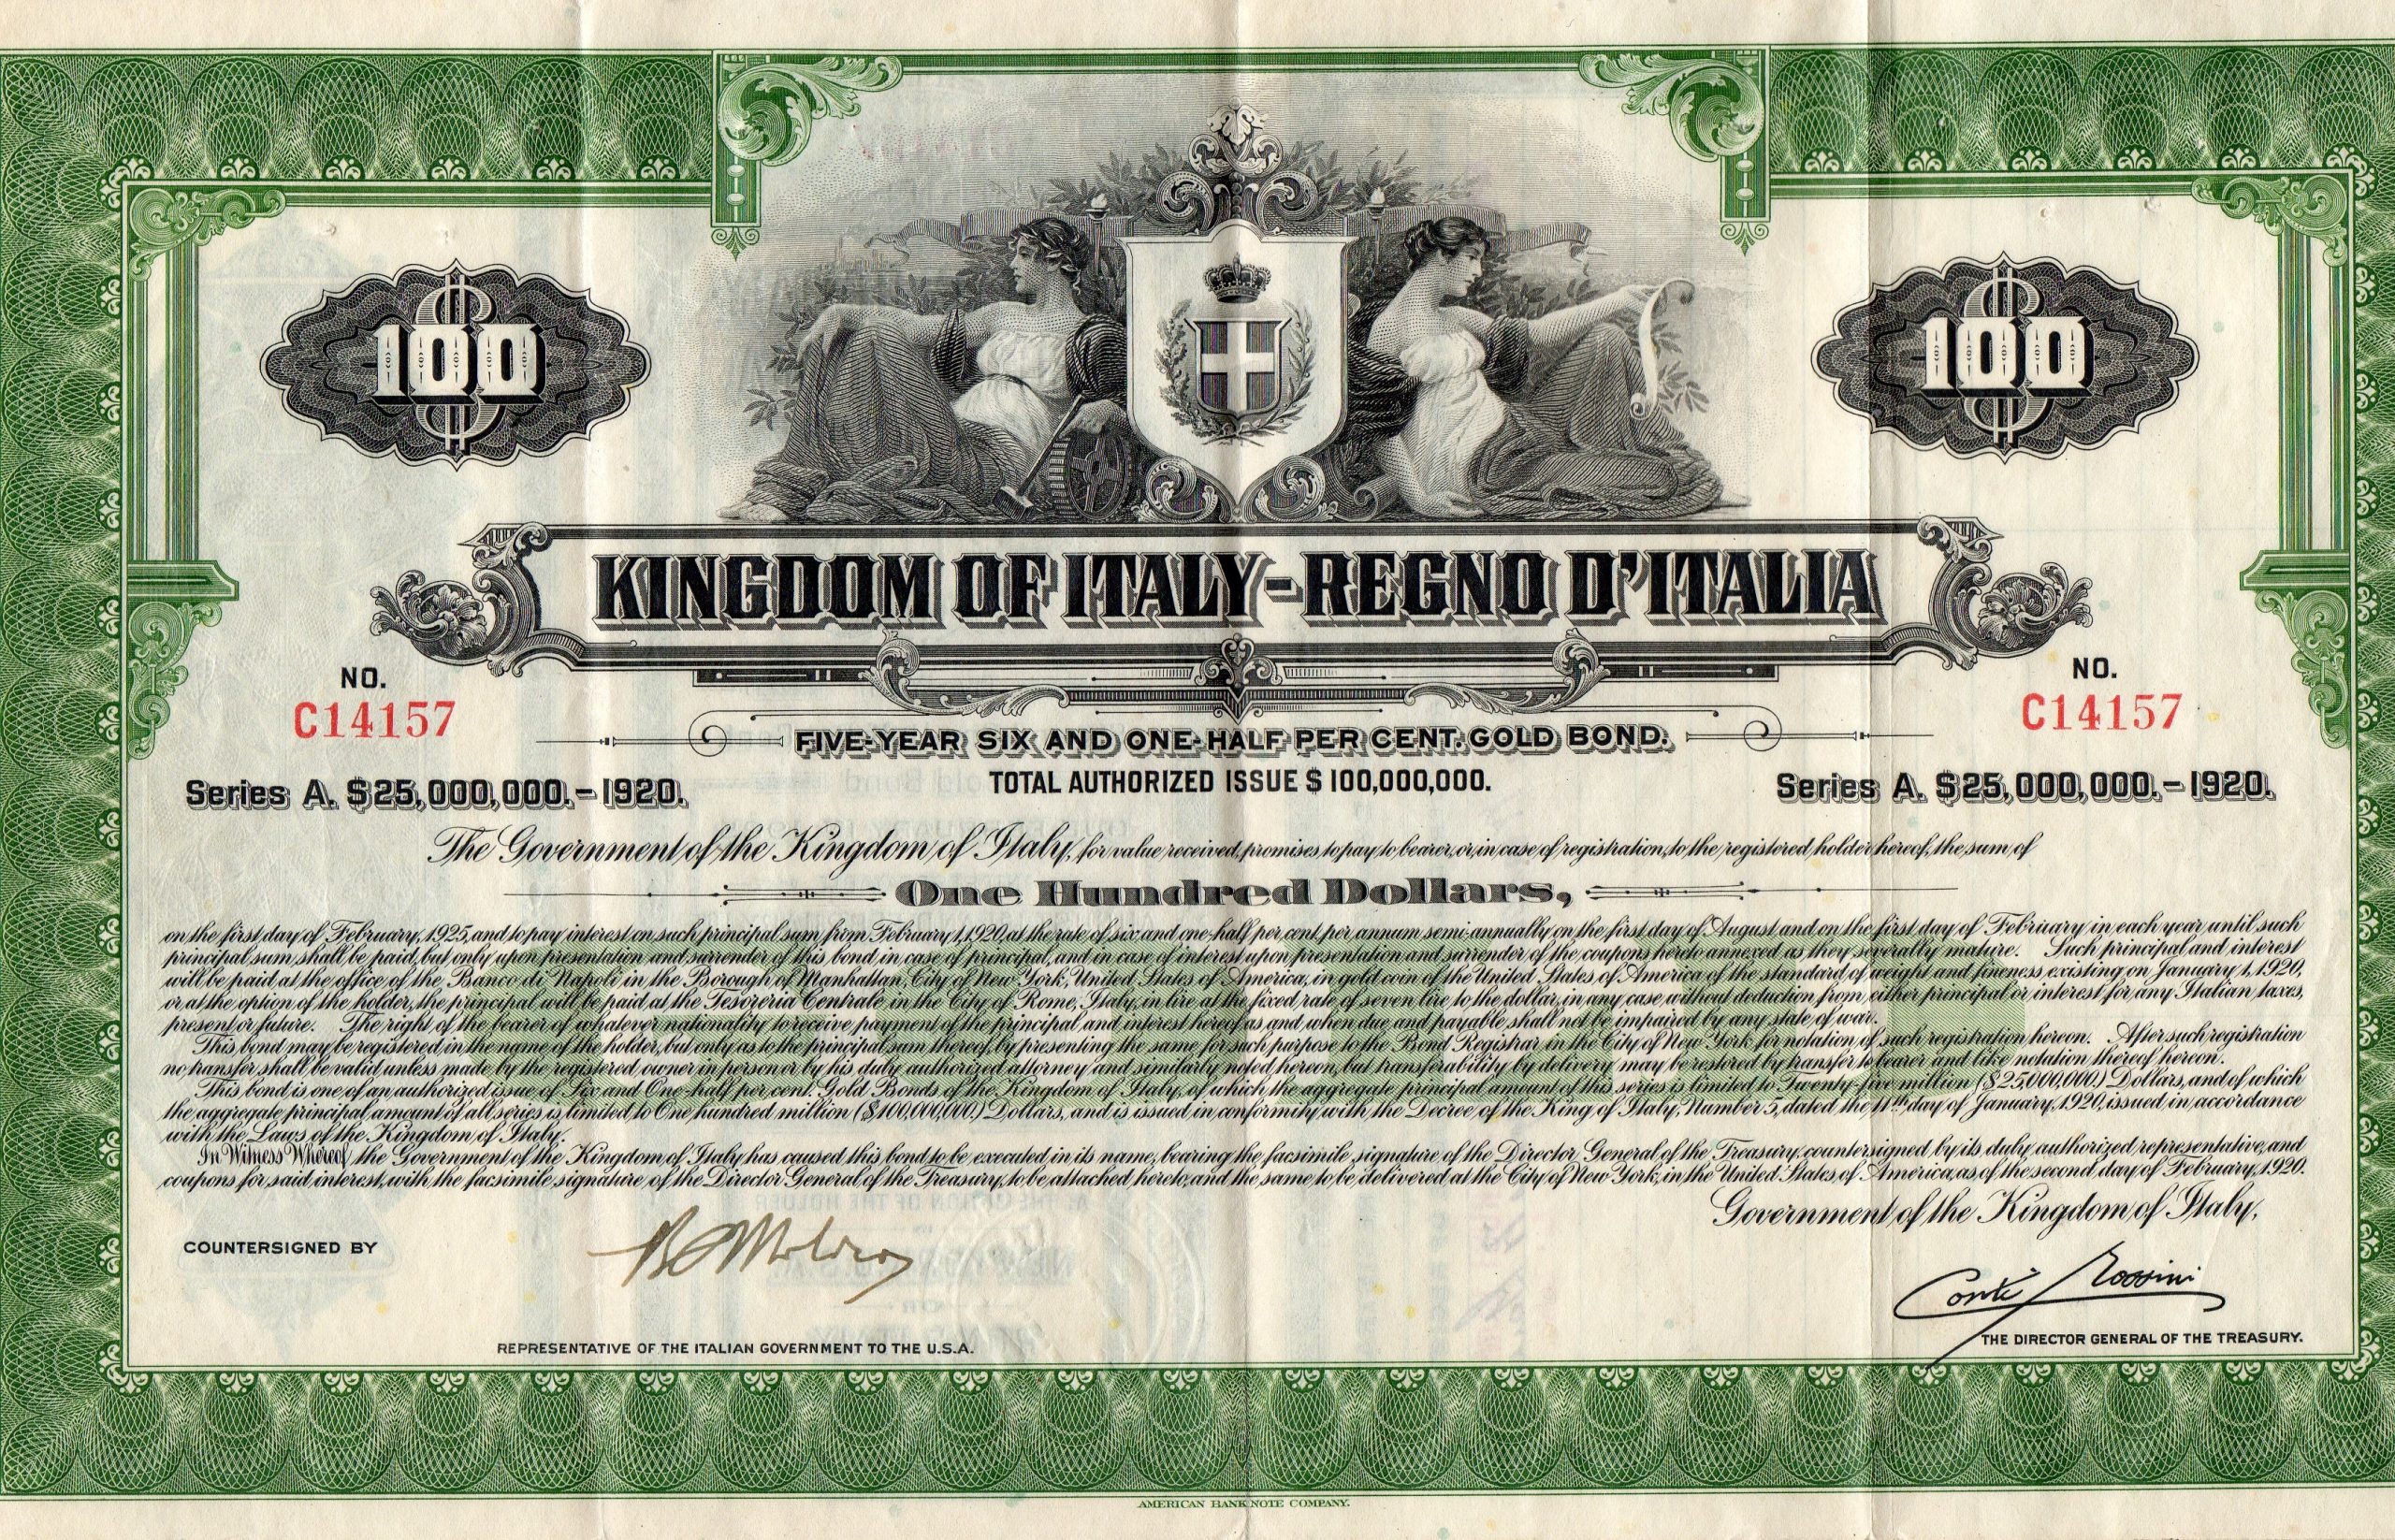 $100
$100
KINGDOM OF ITALY-REGNO D'ITALIA
NO.
C14157
NO.
C14157
FIVE-YEAR SIX AND ONE-HALF PER CENT. GOLD BOND.
Series A. $25,000,000.-1920.
TOTAL AUTHORIZED ISSUE $100,000,000.
Series A. $25,000,000.-1920.
The Government of the Kingdom of Italy, for value received, promises to pay to bearer, or, in case of registration, to the registered holder hereof, the sum of
One Hundred Dollars,
on the first day of February, 1925, and to pay interest on such principal sum from February 1, 1920, at the rate of six and one-half per cent. per annum semi-annually on the first day of August and on the first day of February in each year until such
principal sum shall be paid, but only upon presentation and surrender of this bond in case of principal, and in case of interest upon presentation and surrender of the coupons hereto annexed as they severally mature. Such principal and interest
will be paid at the office of the Banco di Napoli in the Borough of Manhattan, City of New York, United States of America, in gold coin of the United States of America of the standard of weight and fineness existing on January 1, 1920,
or at the option of the holder, the principal will be paid at the Tesoreria Centrale in the City of Rome, Italy, in lire at the fixed rate of seven lire to the dollar, in any case without deduction from either principal or interest for any Italian taxes,
present or future. The right of the bearer of whatever nationality to receive payment of the principal and interest hereof as and when due and payable shall not be impaired by any state of war.
This bond may be registered in the name of the holder, but only as to the principal sum thereof, by presenting the same for such purpose to the Bond Registrar in the City of New York for notation of such registration hereon. After such registration
no transfer shall be valid unless made by the registered owner in person or by his duly authorized attorney and similarly noted hereon, but transferability by delivery may be restored by transfer to bearer and like notation thereof hereon.
This bond is one of an authorized issue of Six and One-half per cent. Gold Bonds of the Kingdom of Italy, of which the aggregate principal amount of this series is limited to Twenty-five million ($25,000,000.) Dollars, and of which
the aggregate principal amount of all series is limited to One hundred million ($100,000,000.) Dollars, and is issued in conformity with the Decree of the King of Italy, Number 5, dated the 11th day of January, 1920, issued in accordance
with the Laws of the Kingdom of Italy.
In Witness Whereof the Government of the Kingdom of Italy has caused this bond to be executed in its name, bearing the facsimile signature of the Director General of the Treasury, countersigned by its duly authorized representative, and
coupons for said interest, with the facsimile signature of the Director General of the Treasury, to be attached hereto, and the same to be delivered at the City of New York, in the United States of America, as of the second day of February, 1920.
Government of the Kingdom of Italy,
COUNTERSIGNED BY
Conti Rossini
REPRESENTATIVE OF THE ITALIAN GOVERNMENT TO THE U.S.A.
THE DIRECTOR GENERAL OF THE TREASURY.
AMERICAN BANK NOTE COMPANY.